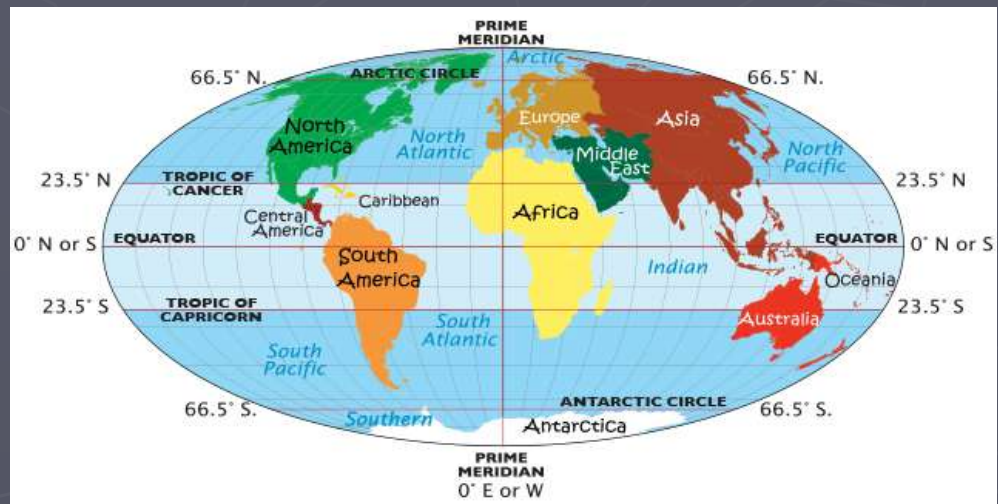 PRIME
MERIDIAN
Arctic
66.5° N.
ARCTIC CIRCLE
66.5° N.
Europe
Asia
North
America
North
Atlantic
Middle
East
North
Pacific
23.5° N
TROPIC OF
CANCER
23.5° N
Caribbean
Central
America
Africa
0° N or S
EQUATOR
EQUATOR
0° N or S
South
America
Indian
Oceania
23.5° S
TROPIC OF
CAPRICORN
23.5° S
South
Atlantic
Australia
South
Pacific
66.5° S.
ANTARCTIC CIRCLE
66.5° S.
Southern
Antarctica
PRIME
MERIDIAN
0° E or W